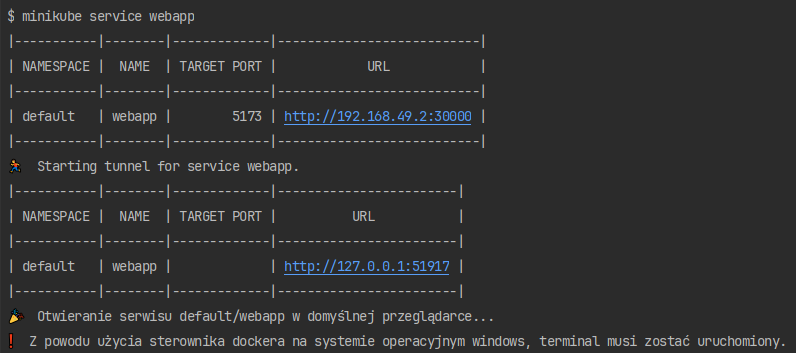 $ minikube service webapp
|-----------|--------|-------------|---------------------------|
| NAMESPACE |  NAME  | TARGET PORT |            URL            |
|-----------|--------|-------------|---------------------------|
| default   | webapp |        5173 | http://192.168.49.2:30000 |
|-----------|--------|-------------|---------------------------|
🏃  Starting tunnel for service webapp.
|-----------|--------|-------------|------------------------|
| NAMESPACE |  NAME  | TARGET PORT |          URL           |
|-----------|--------|-------------|------------------------|
| default   | webapp |             | http://127.0.0.1:51917 |
|-----------|--------|-------------|------------------------|
🎉  Otwieranie serwisu default/webapp w domyślnej przeglądarce...
❗  Z powodu użycia sterownika dockera na systemie operacyjnym windows, terminal musi zostać uruchomiony.